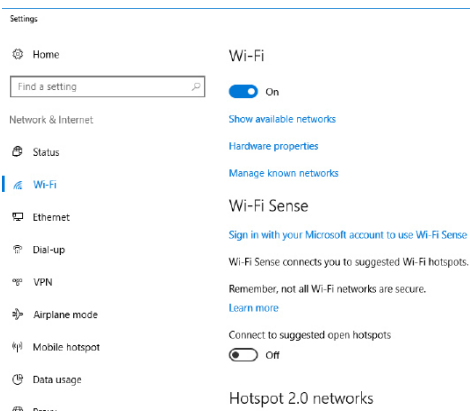 Settings
Home
Find a setting
Network & Internet
Status
Wi-Fi
Ethernet
Dial-up
VPN
Airplane mode
Mobile hotspot
Data usage
Wi-Fi
On
Show available networks
Hardware properties
Manage known networks
Wi-Fi Sense
Sign in with your Microsoft account to use Wi-Fi Sense
Wi-Fi Sense connects you to suggested Wi-Fi hotspots.
Remember, not all Wi-Fi networks are secure.
Learn more
Connect to suggested open hotspots
Off
Hotspot 2.0 networks